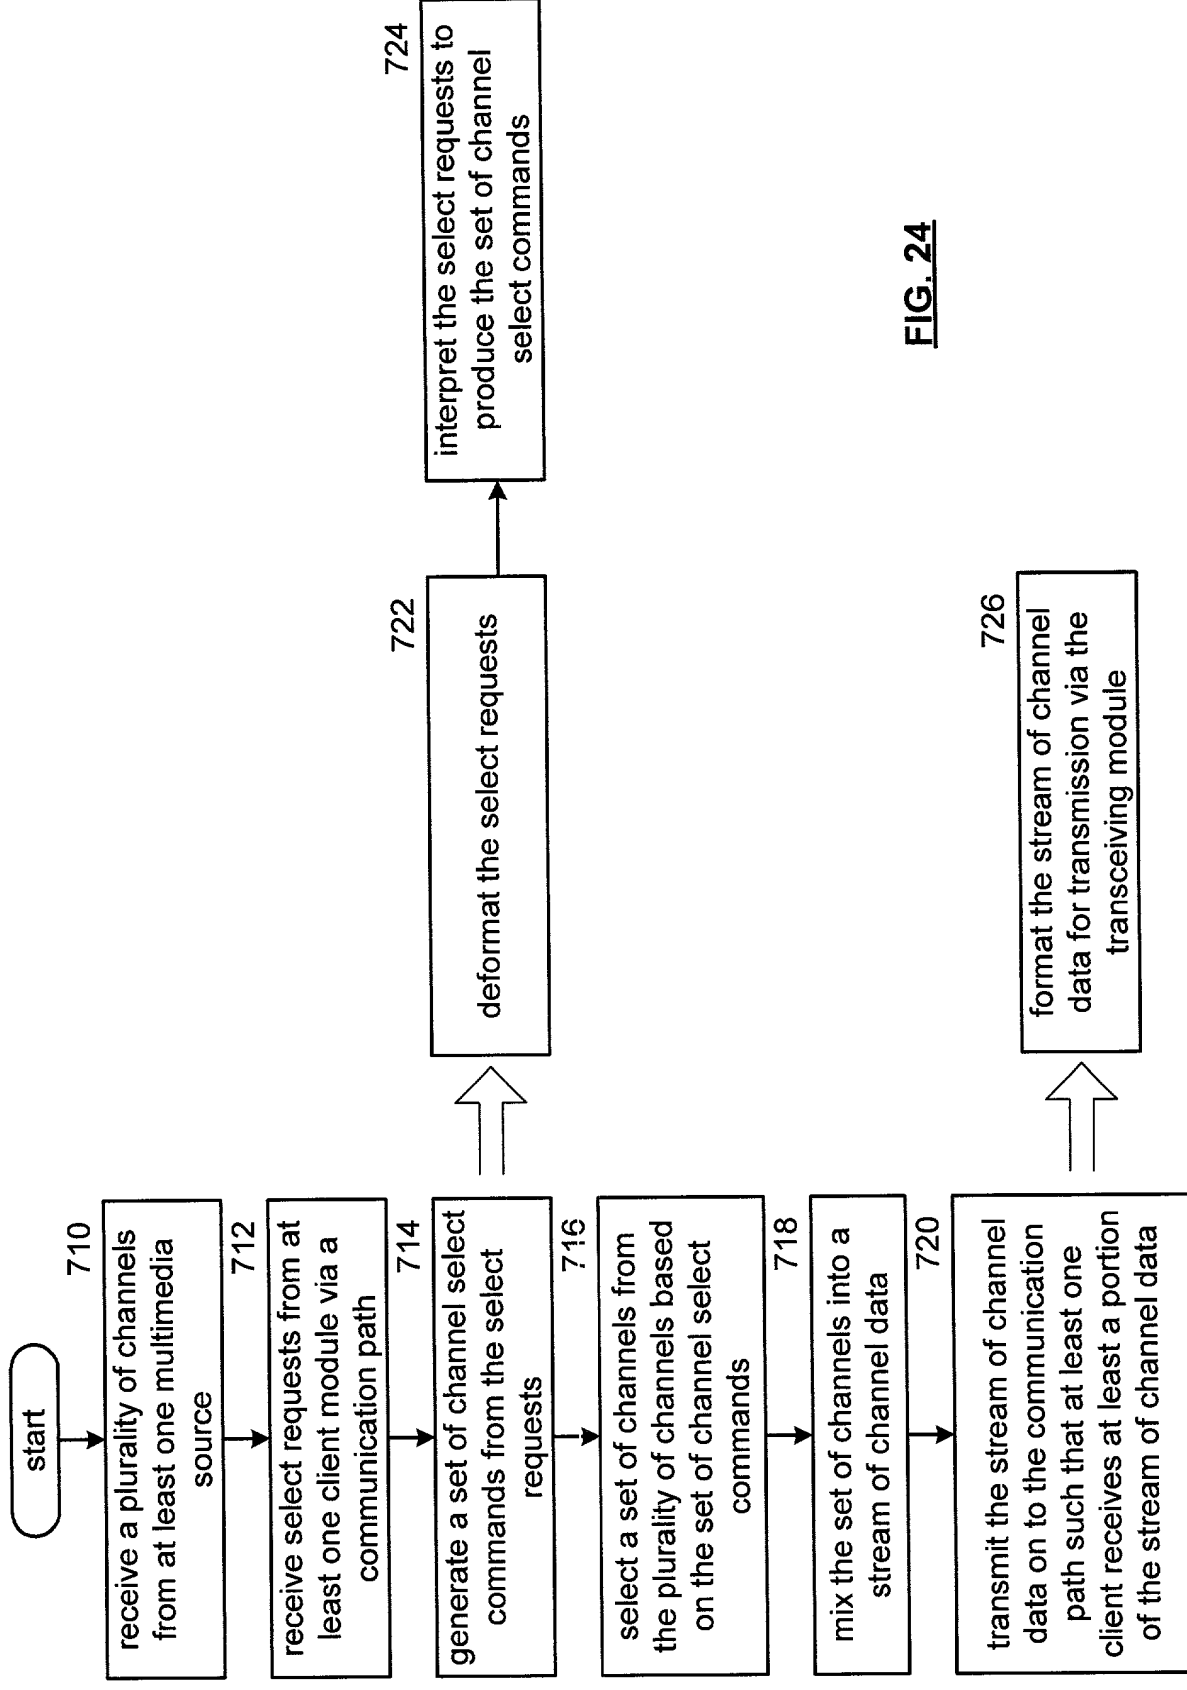 start
710
receive a plurality of channels
from at least one multimedia
source
712
receive select requests from at
least one client module via a
communication path
714
generate a set of channel select
commands from the select
requests
716
select a set of channels from
the plurality of channels based
on the set of channel select
commands
718
mix the set of channels into a
stream of channel data
720
transmit the stream of channel
data on to the communication
path such that at least one
client receives at least a portion
of the stream of channel data
722
deformat the select requests
724
interpret the select requests to
produce the set of channel
select commands
726
format the stream of channel
data for transmission via the
transceiving module
FIG. 24